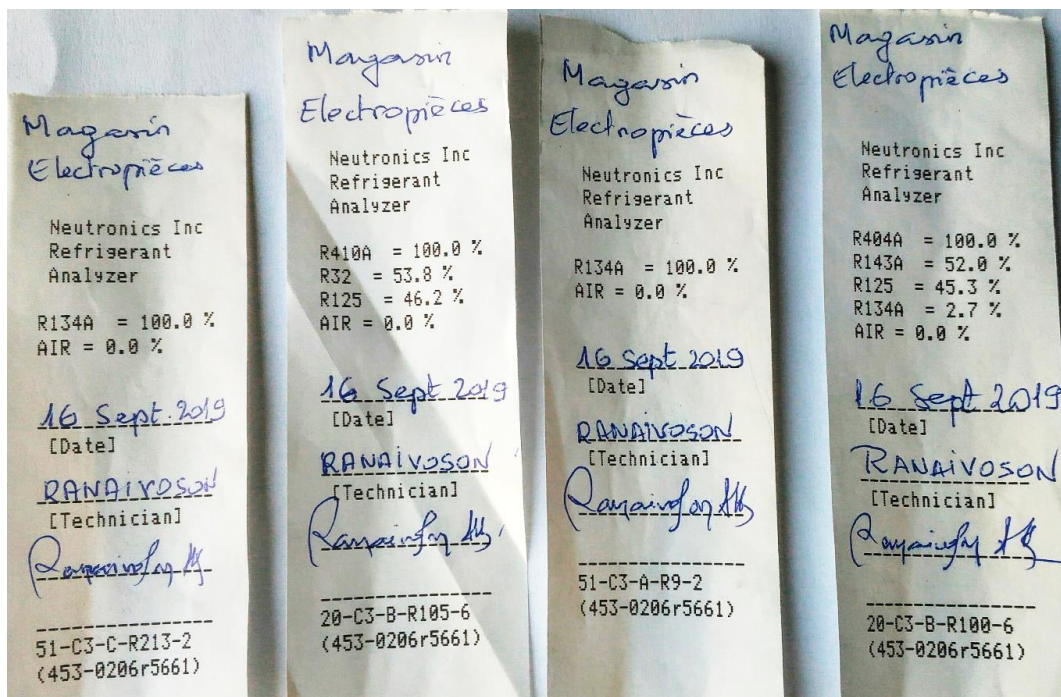 Magasin
Electropièces
Neutronics Inc
Refrigerant
Analyzer
R134A = 100.0 %
AIR = 0.0 %
16 Sept. 2019
[Date]
RANAIVOSON
[Technician]
51-C3-C-R213-2
(453-0206r5661)
Magasin
Electropièces
Neutronics Inc
Refrigerant
Analyzer
R410A = 100.0 %
R32 = 53.8 %
R125 = 46.2 %
AIR = 0.0 %
16 Sept 2019
[Date]
RANAIVOSON
[Technician]
20-C3-B-R105-6
(453-0206r5661)
Magasin
Electropièces
Neutronics Inc
Refrigerant
Analyzer
R134A = 100.0 %
AIR = 0.0 %
16 Sept 2019
[Date]
RANAIVOSON
[Technician]
51-C3-A-R9-2
(453-0206r5661)
Magasin
Electropièces
Neutronics Inc
Refrigerant
Analyzer
R404A = 100.0 %
R143A = 52.0 %
R125 = 45.3 %
R134A = 2.7 %
AIR = 0.0 %
16 Sept 2019
[Date]
RANAIVOSON
[Technician]
20-C3-B-R100-6
(453-0206r5661)